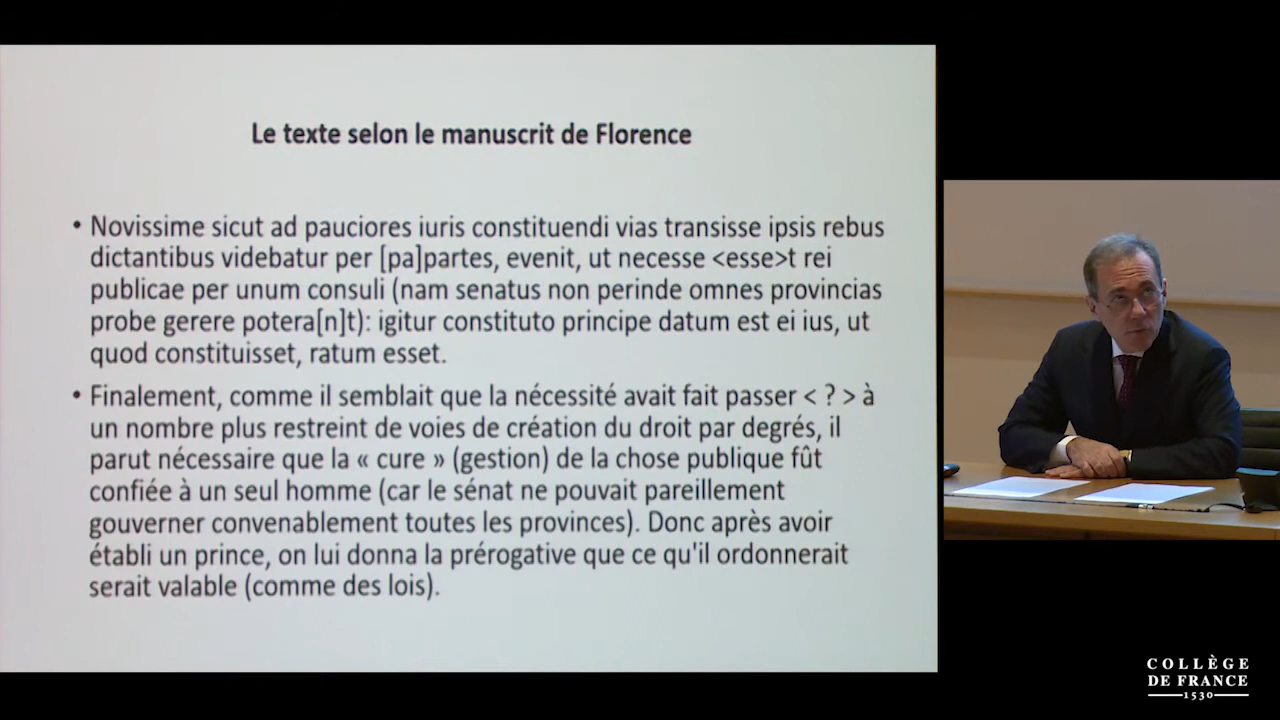 Le texte selon le manuscrit de Florence
• Novissime sicut ad pauciores iuris constituendi vias transisse ipsis rebus
dictantibus videbatur per [pa]partes, evenit, ut necesse <esse>t rei
publicae per unum consuli (nam senatus non perinde omnes provincias
probe gerere potera[n]t): igitur constituto principe datum est ei ius, ut
quod constituisset, ratum esset.
• Finalement, comme il semblait que la nécessité avait fait passer < ? > à
un nombre plus restreint de voies de création du droit par degrés, il
parut nécessaire que la « cure » (gestion) de la chose publique fût
confiée à un seul homme (car le sénat ne pouvait pareillement
gouverner convenablement toutes les provinces). Donc après avoir
établi un prince, on lui donna la prérogative que ce qu'il ordonnerait
serait valable (comme des lois).
COLLÈGE
DE FRANCE
1530